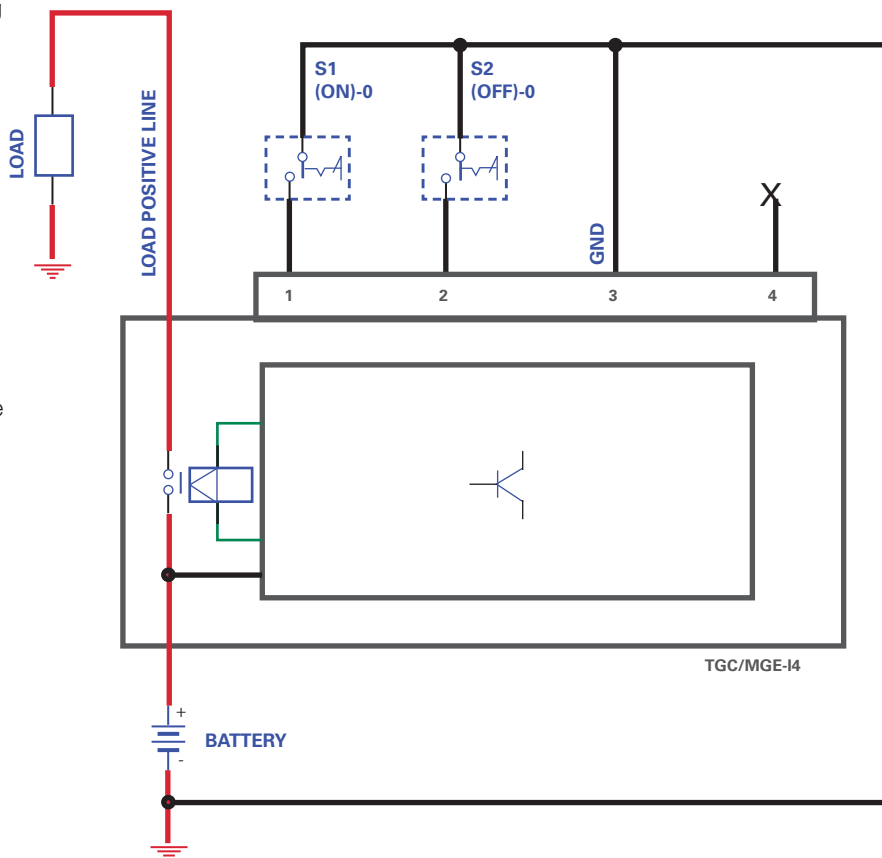 S1
(ON)-0
S2
(OFF)-0
LOAD
LOAD POSITIVE LINE
GND
X
1 2 3 4
e
TGC/MGE-I4
+
BATTERY
-